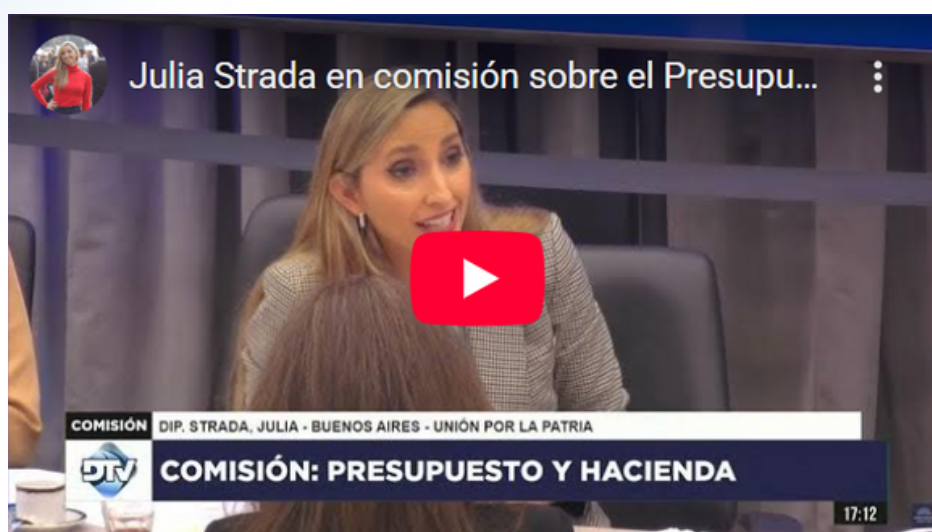 Julia Strada en comisión sobre el Presupu...
COMISIÓN
DIP. STRADA, JULIA - BUENOS AIRES - UNIÓN POR LA PATRIA
DTV
COMISIÓN: PRESUPUESTO Y HACIENDA
17:12